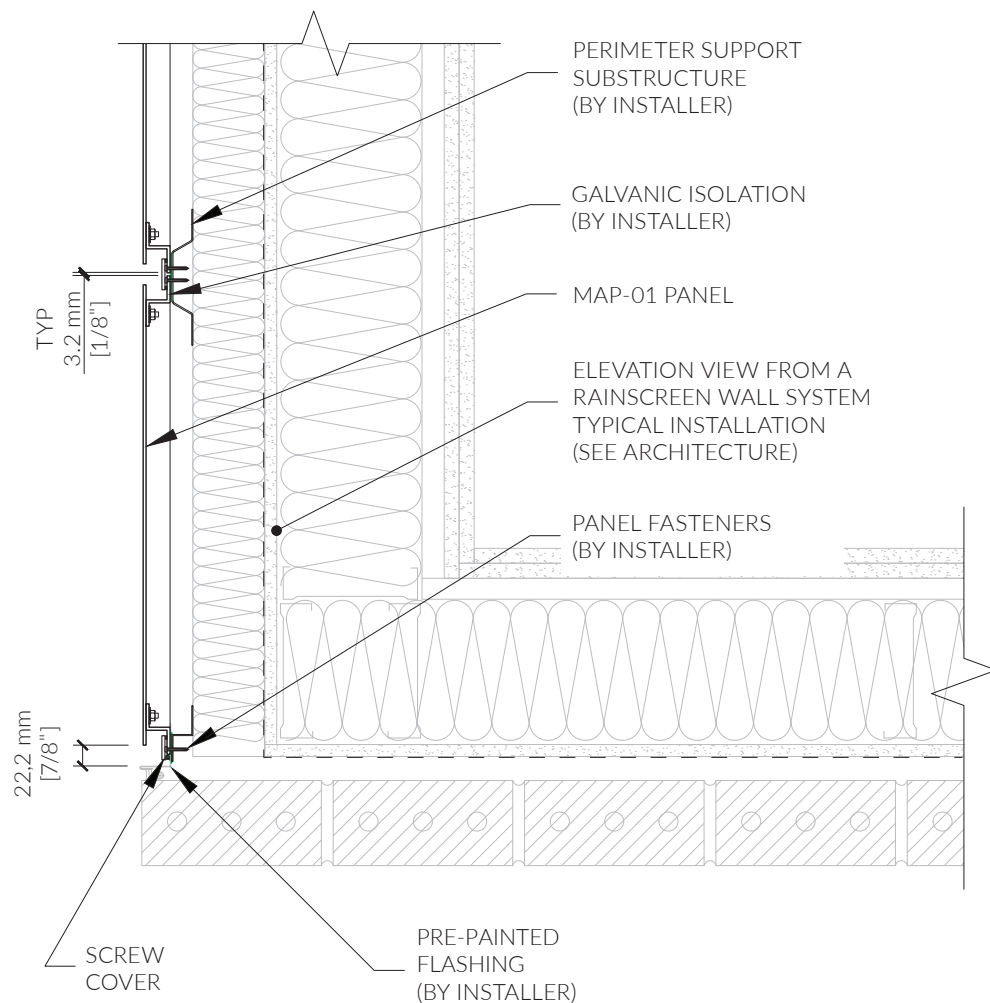 PERIMETER SUPPORT
SUBSTRUCTURE
(BY INSTALLER)
GALVANIC ISOLATION
(BY INSTALLER)
TYP
3.2 mm
[1/8"]
MAP-01 PANEL
ELEVATION VIEW FROM A
RAINSCREEN WALL SYSTEM
TYPICAL INSTALLATION
(SEE ARCHITECTURE)
PANEL FASTENERS
(BY INSTALLER)
22,2 mm
[7/8"]
SCREW
COVER
PRE-PAINTED
FLASHING
(BY INSTALLER)